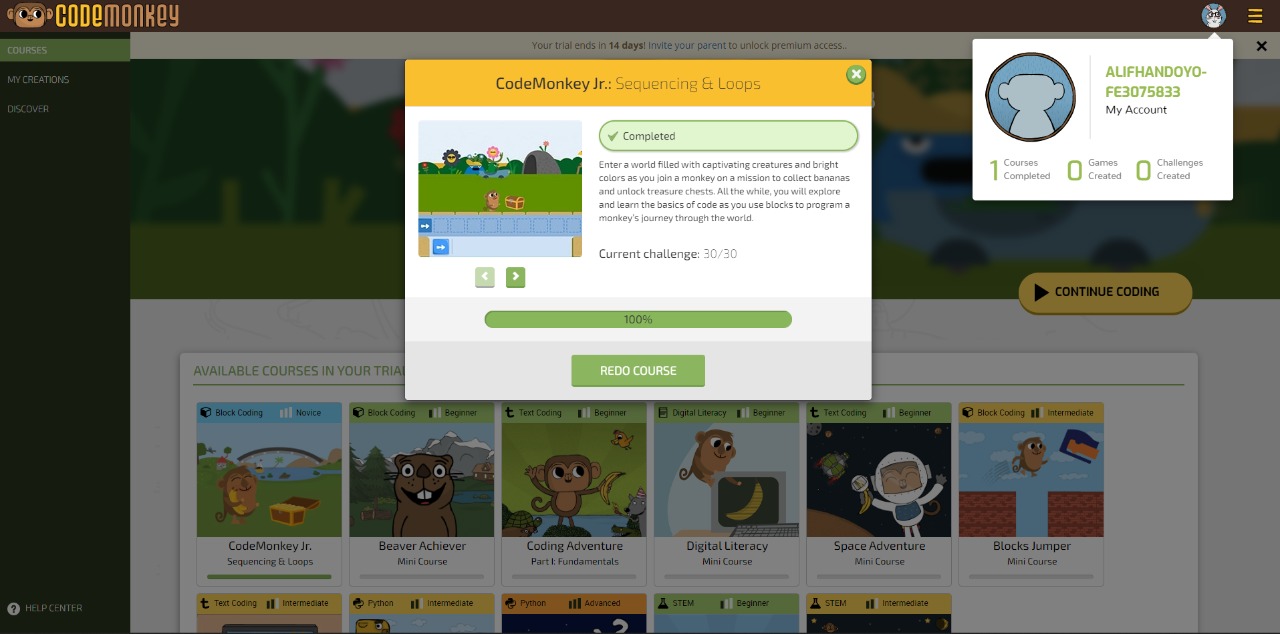 CODEMONKEY
COURSES
MY CREATIONS
DISCOVER
HELP CENTER
Your trial ends in 14 days! Invite your parent to unlock premium access..
ALIFHANDOYO-
FE3075833
My Account
1 Courses Completed
0 Games Created
0 Challenges Created
CodeMonkey Jr.: Sequencing & Loops
Completed
Enter a world filled with captivating creatures and bright
colors as you join a monkey on a mission to collect bananas
and unlock treasure chests. All the while, you will explore
and learn the basics of code as you use blocks to program a
monkey's journey through the world.
Current challenge: 30/30
100%
REDO COURSE
CONTINUE CODING
AVAILABLE COURSES IN YOUR TRIA
Block Coding Novice
CodeMonkey Jr.
Sequencing & Loops
Block Coding Beginner
Beaver Achiever
Mini Course
Text Coding Beginner
Coding Adventure
Part I: Fundamentals
Digital Literacy Beginner
Digital Literacy
Mini Course
Text Coding Beginner
Space Adventure
Mini Course
Block Coding Intermediate
Blocks Jumper
Mini Course
Text Coding Intermediate
Python Intermediate
Python Advanced
STEM Beginner
STEM Intermediate